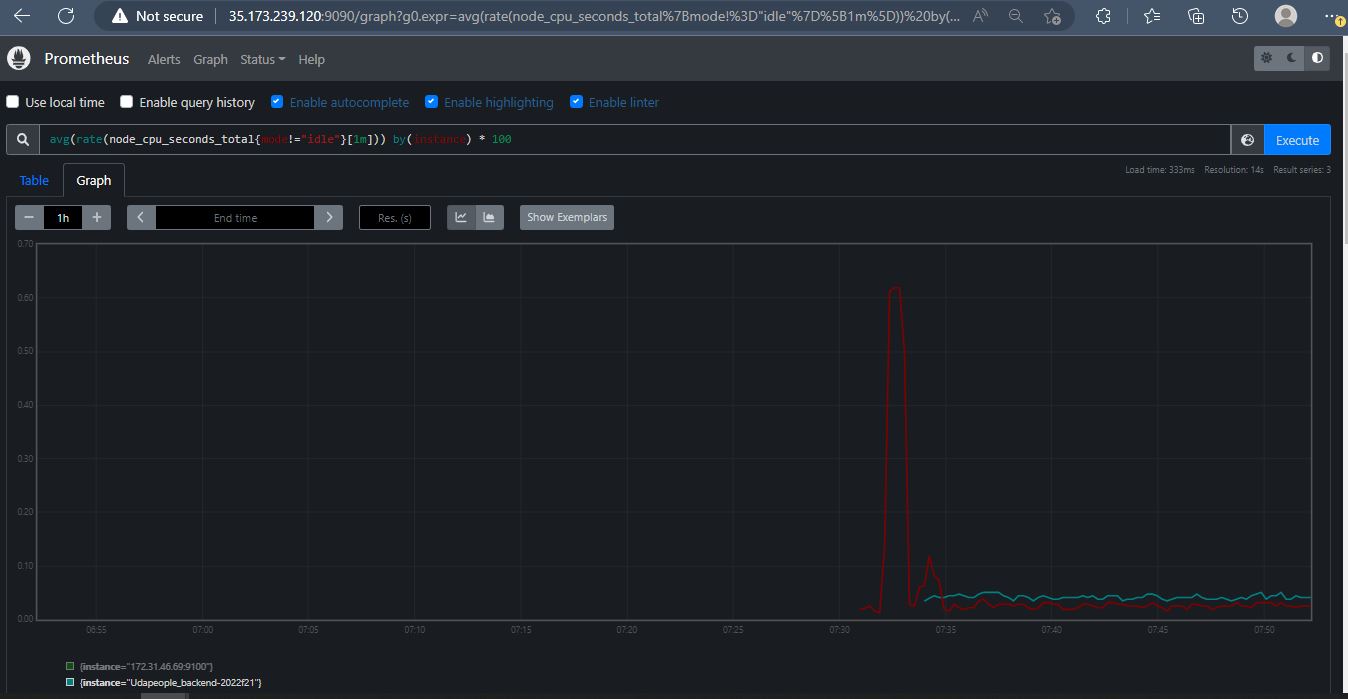 Not secure 35.173.239.120:9090/graph?g0.expr=avg(rate(node_cpu_seconds_total%7Bmode!%3D"idle"%7D%5B1m%5D))%20by(...
Prometheus Alerts Graph Status Help
Use local time Enable query history Enable autocomplete Enable highlighting Enable linter
avg(rate(node_cpu_seconds_total{mode!="idle"}[1m])) by(instance) * 100 Execute
Load time: 333ms Resolution: 14s Result series: 3
Table Graph
1h End time Res. (s) Show Exemplars
0.70
0.60
0.50
0.40
0.30
0.20
0.10
0.00
06:55 07:00 07:05 07:10 07:15 07:20 07:25 07:30 07:35 07:40 07:45 07:50
{instance="172.31.46.69:9100"}
{instance="Udapeople_backend-2022f21"}